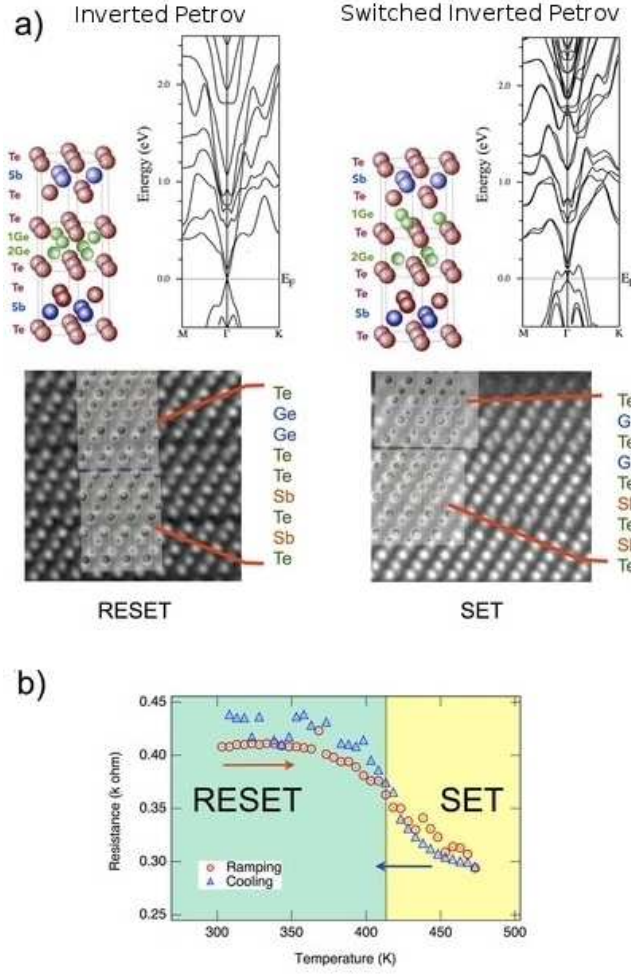 a)
Inverted Petrov
Switched Inverted Petrov
Energy (eV)
2.0
1.0
0.0
E_F
M
Γ
K
Te
Sb
Te
Te
1Ge
2Ge
Te
Te
Sb
Te
Energy (eV)
2.0
1.0
0.0
E_F
M
Γ
K
Te
Sb
Te
1Ge
Te
2Ge
Te
Te
Sb
Te
Te
Ge
Ge
Te
Te
Sb
Te
Sb
Te
RESET
Te
G
Te
G
Te
S
Te
S
Te
SET
b)
Resistance (k ohm)
0.45
0.40
0.35
0.30
0.25
RESET
SET
Ramping
Cooling
300
350
400
450
500
Temperature (K)